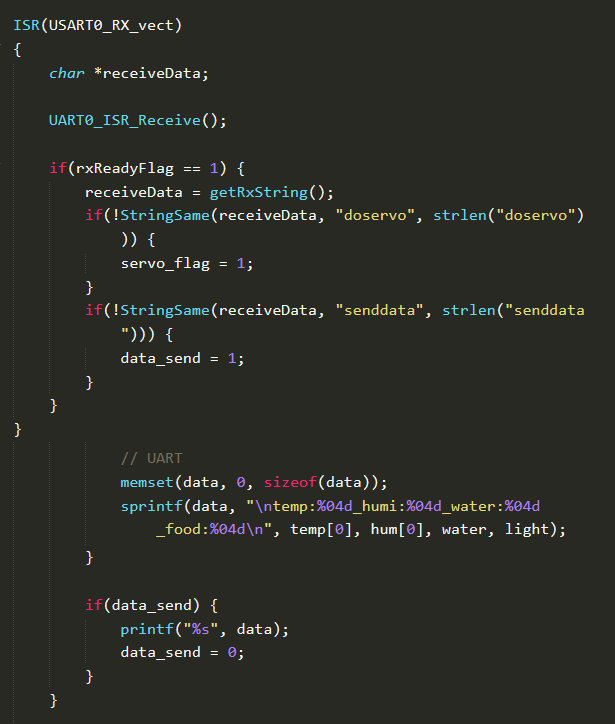 ISR(USART0_RX_vect)
{
char *receiveData;
UART0_ISR_Receive();
if(rxReadyFlag == 1) {
receiveData = getRxString();
if(!StringSame(receiveData, "doservo", strlen("doservo")
)) {
servo_flag = 1;
}
if(!StringSame(receiveData, "senddata", strlen("senddata
"))) {
data_send = 1;
}
}
}
// UART
memset(data, 0, sizeof(data));
sprintf(data, "\ntemp:%04d_humi:%04d_water:%04d
_food:%04d\n", temp[0], hum[0], water, light);
}
if(data_send) {
printf("%s", data);
data_send = 0;
}
}